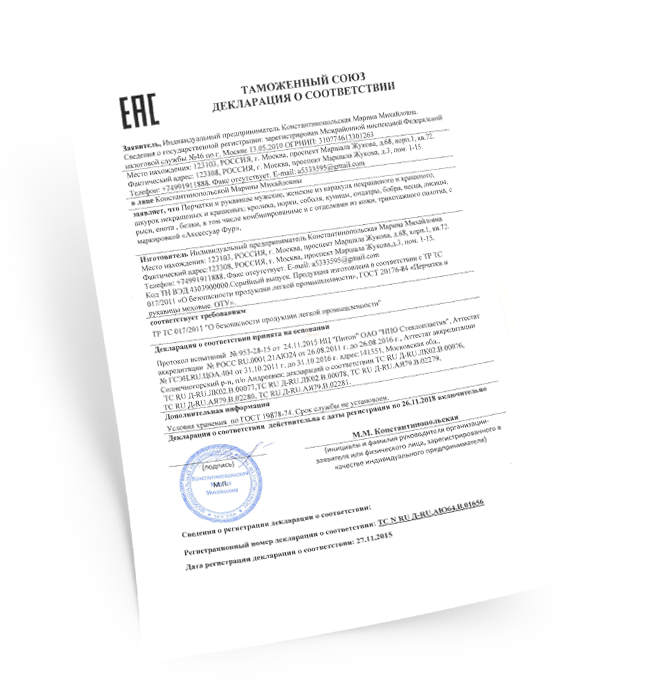 ЕАС
ТАМОЖЕННЫЙ СОЮЗ
ДЕКЛАРАЦИЯ О СООТВЕТСТВИИ
Заявитель, Индивидуальный предприниматель Константинопольская Марина Михайловна.
Сведения о государственной регистрации: зарегистрирован Межрайонной инспекцией Федеральной
налоговой службы №46 по г. Москве 13.05.2010 ОГРНИП: 310774613301263
Место нахождения: 123103, РОССИЯ, г. Москва, проспект Маршала Жукова, д.68, корп.1, кв.72.
Фактический адрес: 123308, РОССИЯ, г. Москва, проспект Маршала Жукова, д.3, пом. 1-15.
Телефон: +74991911888. Факс отсутствует. E-mail: a5333595@gmail.com
в лице Константинопольской Марины Михайловны
заявляет, что Перчатки и рукавицы мужские, женские из каракуля некрашеного и крашеного,
шкурок некрашеных и крашеных: кролика, норки, соболя, куницы, ондатры, бобра, песца, лисицы,
рыси, енота , белки, в том числе комбинированные и с отделками из кожи, трикотажного полотна, с
маркировкой «Аксессуар Фур»,
Изготовитель Индивидуальный предприниматель Константинопольская Марина Михайловна
Место нахождения: 123103, РОССИЯ, г. Москва, проспект Маршала Жукова, д.68, корп.1, кв.72.
Фактический адрес:123308, РОССИЯ, г. Москва, проспект Маршала Жукова,д.3, пом. 1-15.
Телефон: +74991911888. Факс отсутствует. E-mail: a5333595@gmail.com
Код ТН ВЭД 4303900000.Серийный выпуск. Продукция изготовлена в соответствии с ТР ТС
017/2011 «О безопасности продукции легкой промышленности», ГОСТ 20176-84 «Перчатки и
рукавицы меховые. ОТУ».
соответствует требованиям
ТР ТС 017/2011 "О безопасности продукции легкой промышленности"
Декларация о соответствии принята на основании
Протокол испытаний № 953-28-15 от 24.11.2015 ИЦ "Питон" ОАО "НПО Стеклопластик", Аттестат
аккредитации № РОСС RU.0001.21АЮ24 от 26.08.2011 г. до 26.08.2016 г., Аттестат аккредитации
№ ГСЭН.RU.ЦОА.404 от 31.10.2011 г. до 31.10.2016 г. адрес:141551, Московская обл.,
Солнечногорский р-н, п/о Андреевка; деклараций о соответствии ТС RU Д-RU.ЛК02.В.00076,
ТС RU Д-RU.ЛК02.В.00077,ТС RU Д-RU.ЛК02.В.00078, ТС RU Д-RU.АЯ79.В.02279,
ТС RU Д-RU.АЯ79.В.02280, ТС RU Д-RU.АЯ79.В.02281.
Дополнительная информация
Условия хранения по ГОСТ 19878-74. Срок службы не установлен.
Декларация о соответствии действительна с даты регистрации по 26.11.2018 включительно
М.М. Константинопольская
(инициалы и фамилия руководителя организации-
заявителя или физического лица, зарегистрированного в
качестве индивидуального предпринимателя)
(подпись)
Константинопольская
М.П.
Михайловна
МОСКВА
Сведения о регистрации декларации о соответствии:
Регистрационный номер декларации о соответствии: ТС N RU Д-RU.АЮ64.В.01656
Дата регистрации декларации о соответствии: 27.11.2015